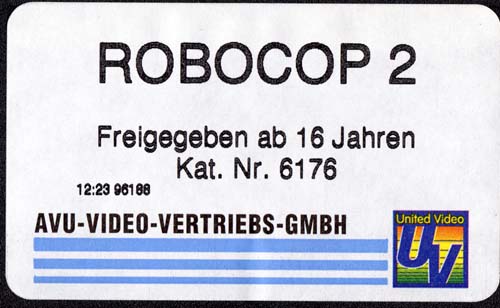 ROBOCOP 2
Freigegeben ab 16 Jahren
Kat. Nr. 6176
12:23 96188
AVU-VIDEO-VERTRIEBS-GMBH
United Video
UV